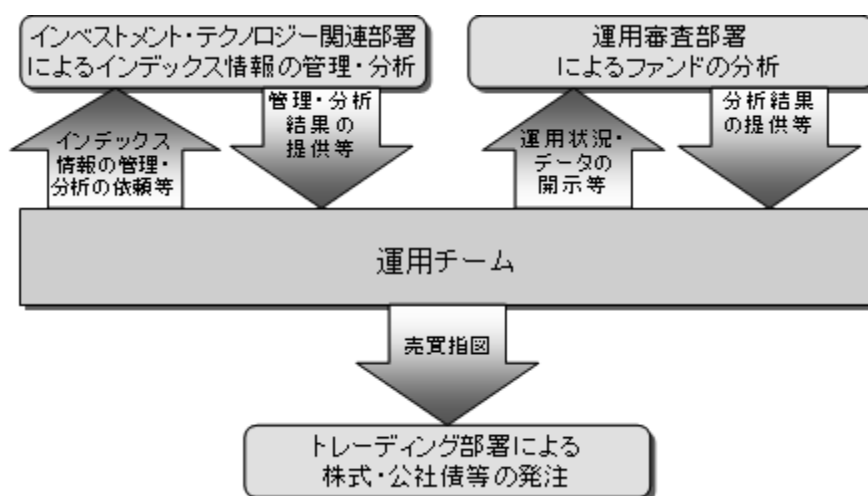 インベストメント・テクノロジー関連部署
によるインデックス情報の管理・分析
運用審査部署
によるファンドの分析
インデックス
情報の管理・
分析の依頼等
管理・分析
結果の
提供等
運用状況・
データの
開示等
分析結果
の提供等
運用チーム
売買指図
トレーディング部署による
株式・公社債等の発注